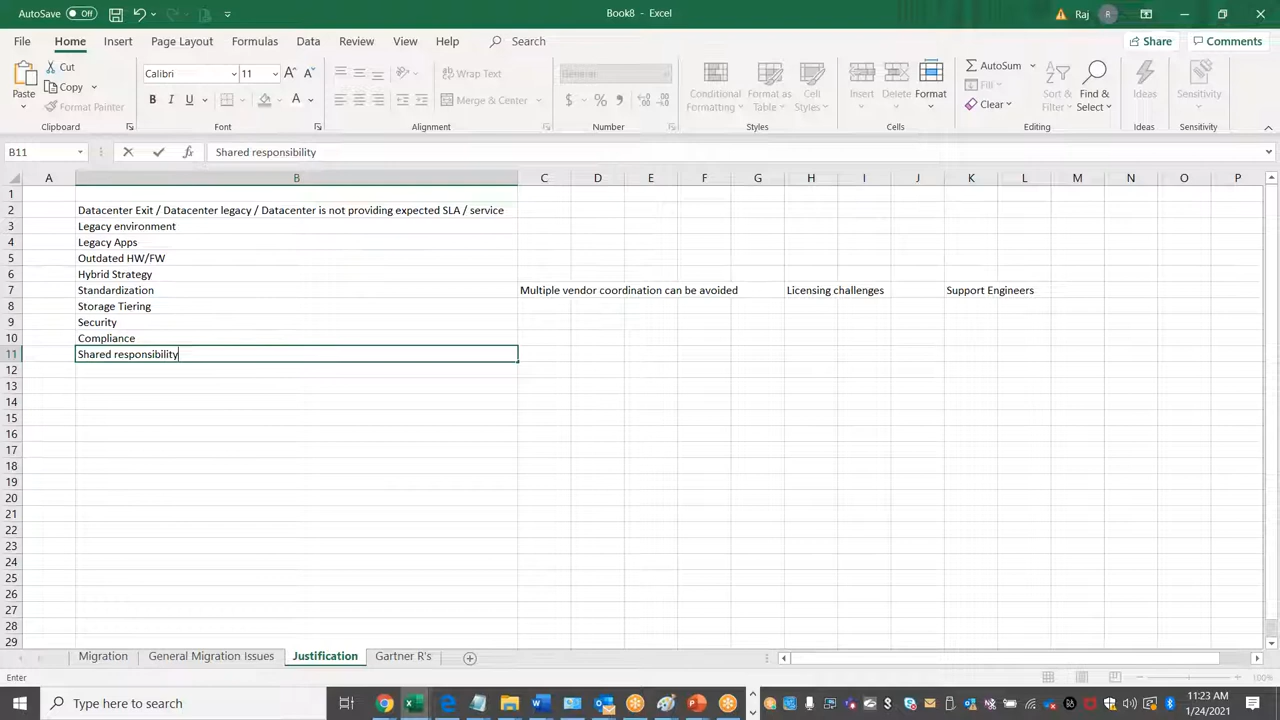 AutoSave Off
Book8 - Excel
Raj R
File Home Insert Page Layout Formulas Data Review View Help Search
Share Comments
Paste Cut Copy Format Painter
Calibri 11
B I U
Wrap Text
Merge & Center
General
$ % ,
Conditional Formatting
Format as Table
Cell Styles
Insert Delete Format
AutoSum
Fill
Clear
Sort & Filter
Find & Select
Ideas
Sensitivity
Clipboard Font Alignment Number Styles Cells Editing Ideas Sensitivity
B11 fx Shared responsibility
A B C D E F G H I J K L M N O P
1
2 Datacenter Exit / Datacenter legacy / Datacenter is not providing expected SLA / service
3 Legacy environment
4 Legacy Apps
5 Outdated HW/FW
6 Hybrid Strategy
7 Standardization Multiple vendor coordination can be avoided Licensing challenges Support Engineers
8 Storage Tiering
9 Security
10 Compliance
11 Shared responsibility
12
13
14
15
16
17
18
19
20
21
22
23
24
25
26
27
28
29
Migration General Migration Issues Justification Gartner R's
Enter
100%
Type here to search
11:23 AM
1/24/2021